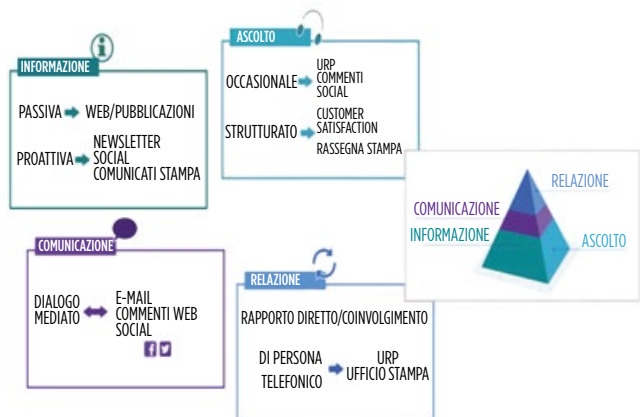 INFORMAZIONE
PASSIVA WEB/PUBBLICAZIONI
PROATTIVA
NEWSLETTER
SOCIAL
COMUNICATI STAMPA
ASCOLTO
OCCASIONALE
URP
COMMENTI
SOCIAL
STRUTTURATO
CUSTOMER
SATISFACTION
RASSEGNA STAMPA
COMUNICAZIONE
DIALOGO
MEDIATO
E-MAIL
COMMENTI WEB
SOCIAL
RELAZIONE
RAPPORTO DIRETTO/COINVOLGIMENTO
DI PERSONA
TELEFONICO
URP
UFFICIO STAMPA
RELAZIONE
COMUNICAZIONE
INFORMAZIONE
ASCOLTO